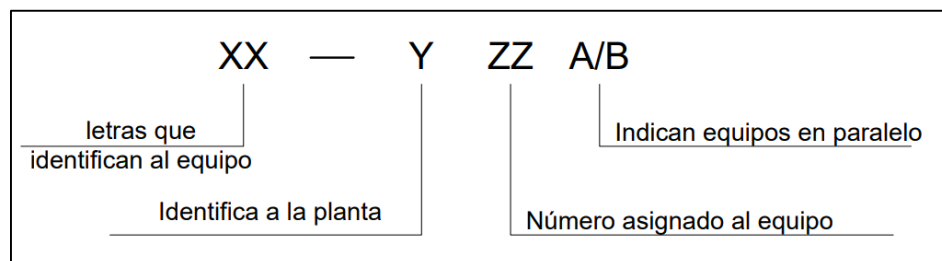 XX — Y ZZ A/B
letras que
identifican al equipo
Indican equipos en paralelo
Identifica a la planta
Número asignado al equipo